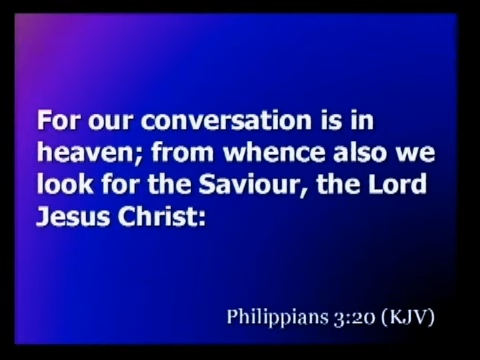 For our conversation is in
heaven; from whence also we
look for the Saviour, the Lord
Jesus Christ:
Philippians 3:20 (KJV)